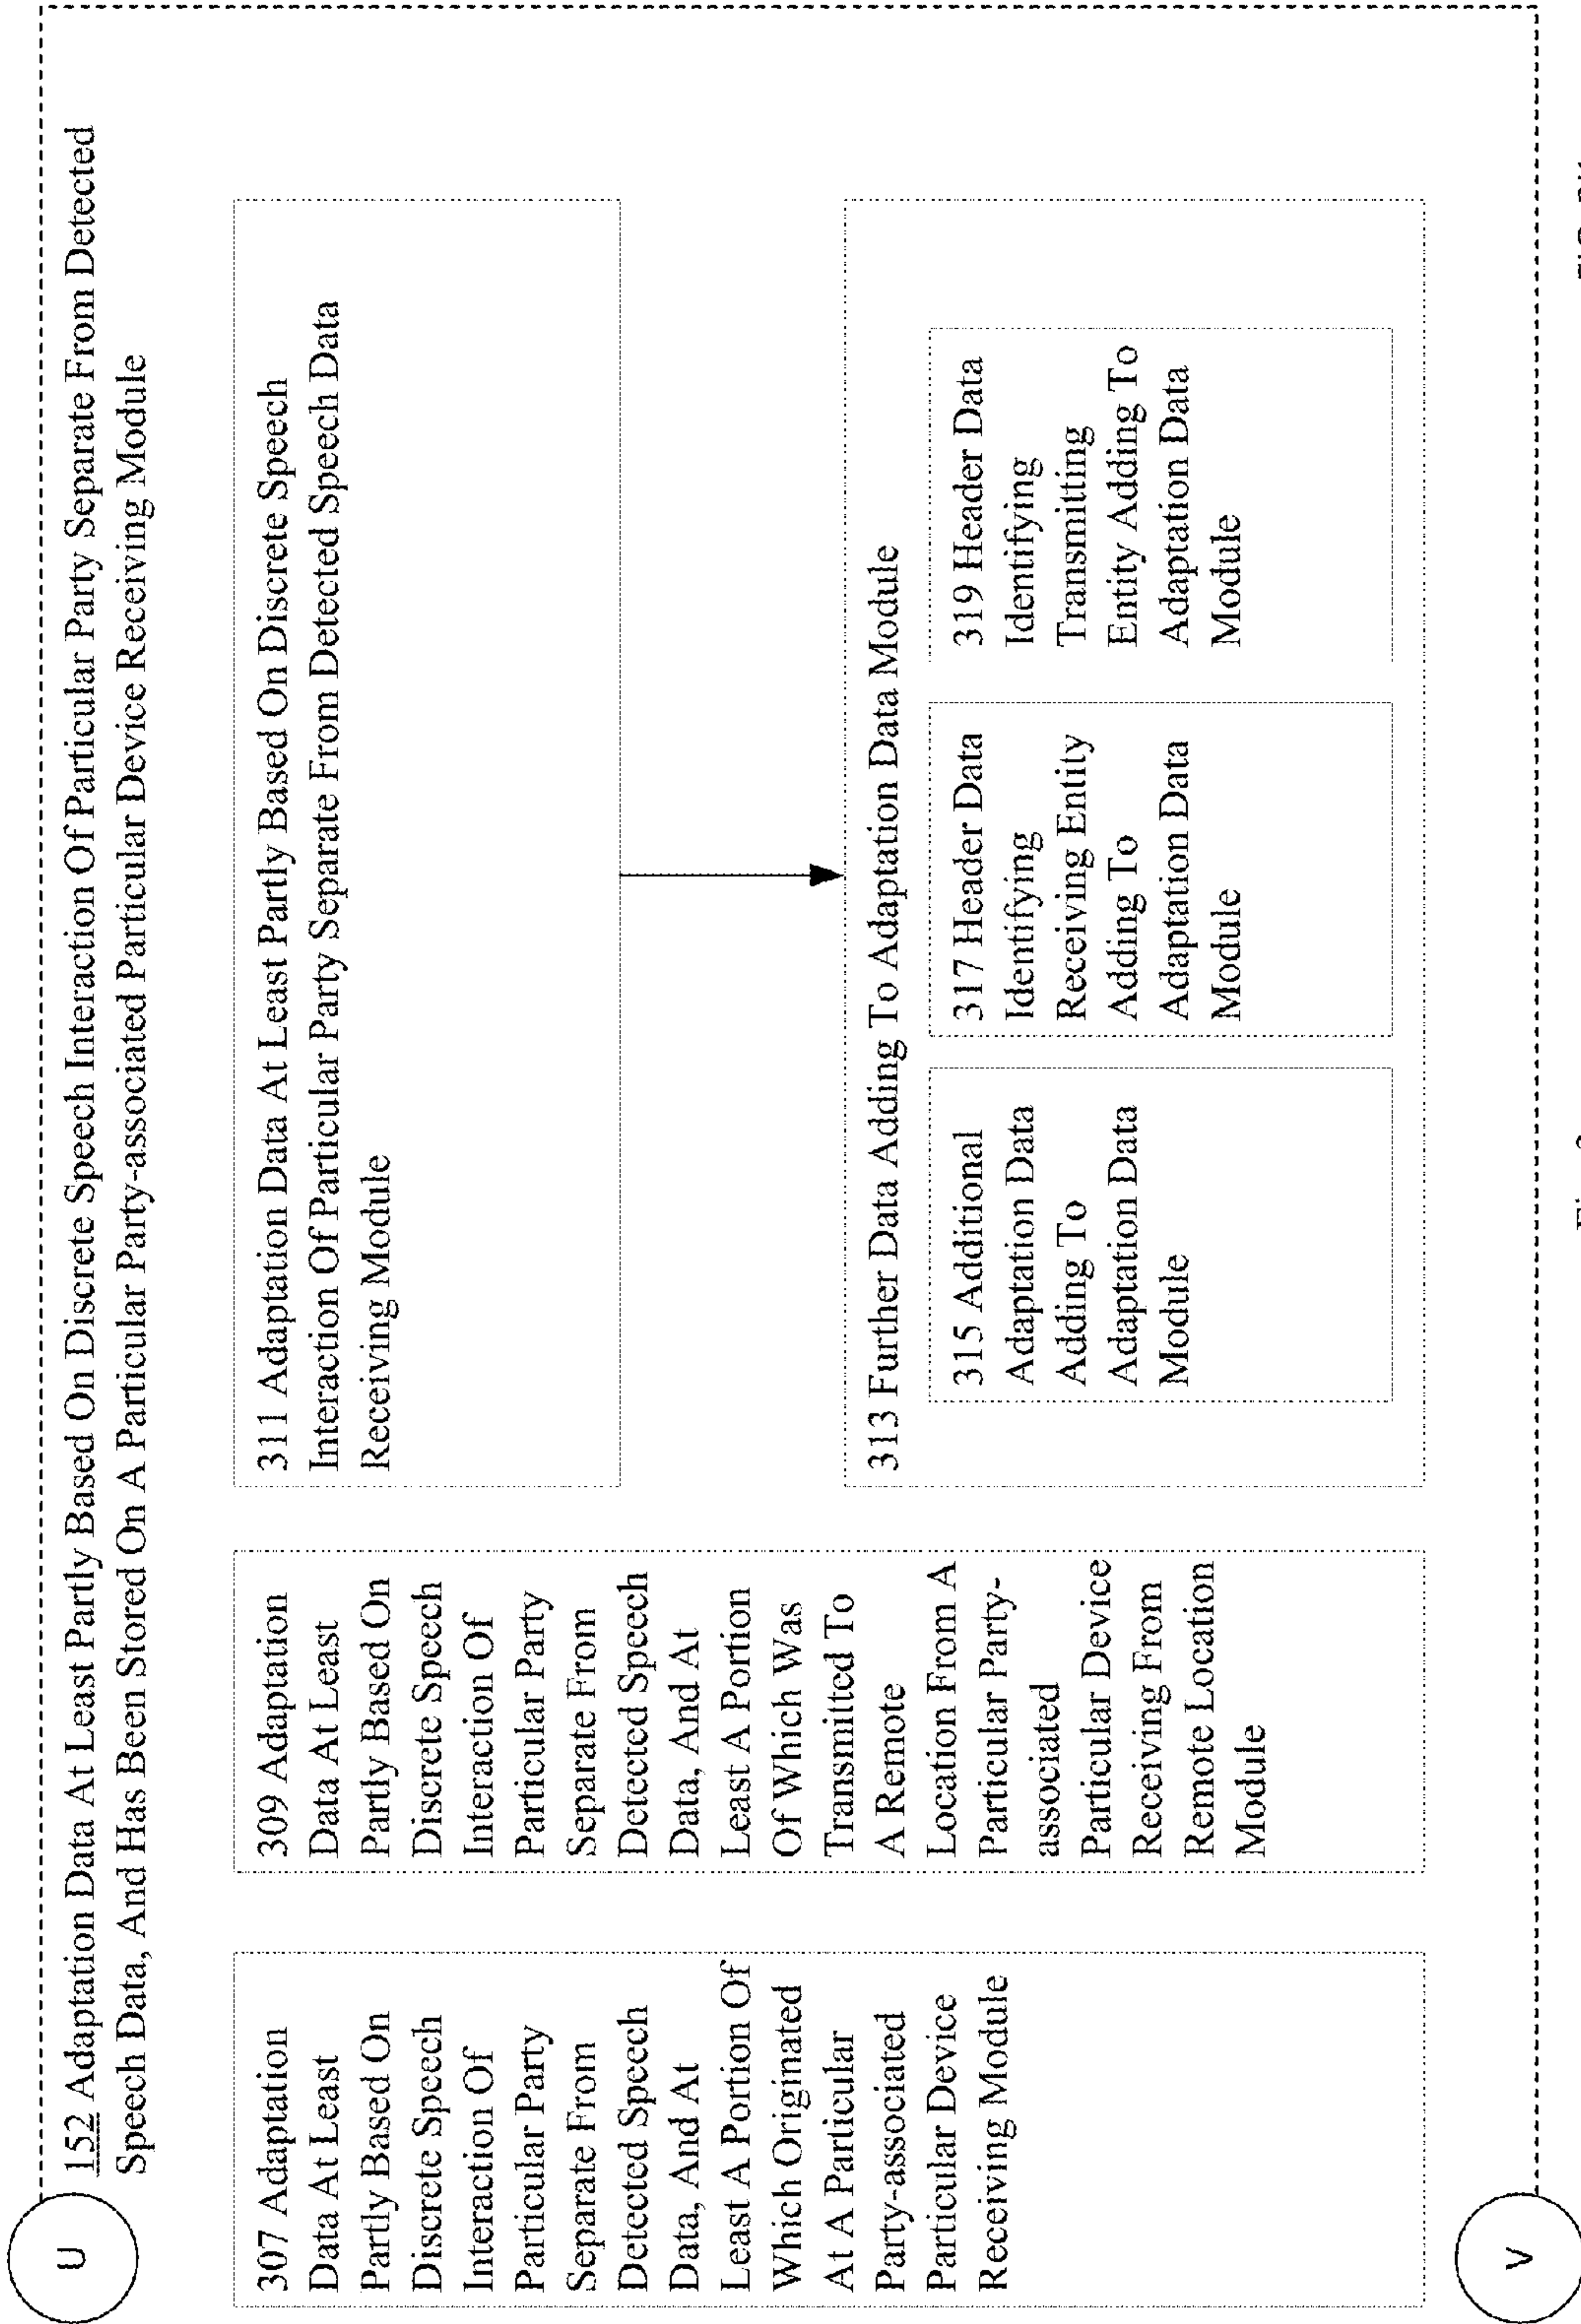 U
152 Adaptation Data At Least Partly Based On Discrete Speech Interaction Of Particular Party Separate From Detected
Speech Data, And Has Been Stored On A Particular Party-associated Particular Device Receiving Module
307 Adaptation
Data At Least
Partly Based On
Discrete Speech
Interaction Of
Particular Party
Separate From
Detected Speech
Data, And At
Least A Portion Of
Which Originated
At A Particular
Party-associated
Particular Device
Receiving Module
309 Adaptation
Data At Least
Partly Based On
Discrete Speech
Interaction Of
Particular Party
Separate From
Detected Speech
Data, And At
Least A Portion
Of Which Was
Transmitted To
A Remote
Location From A
Particular Party-
associated
Particular Device
Receiving From
Remote Location
Module
311 Adaptation Data At Least Partly Based On Discrete Speech
Interaction Of Particular Party Separate From Detected Speech Data
Receiving Module
313 Further Data Adding To Adaptation Data Module
315 Additional
Adaptation Data
Adding To
Adaptation Data
Module
317 Header Data
Identifying
Receiving Entity
Adding To
Adaptation Data
Module
319 Header Data
Identifying
Transmitting
Entity Adding To
Adaptation Data
Module
V